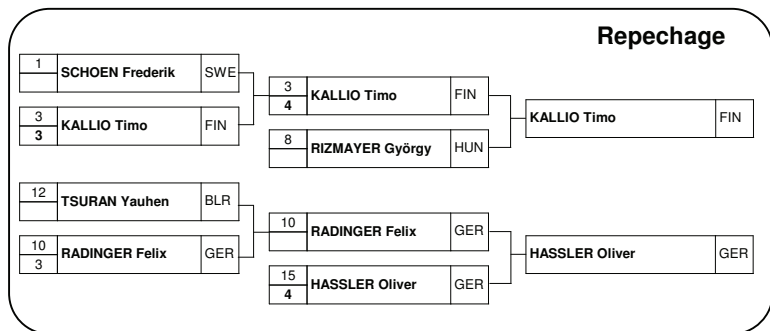 Repechage
1
SCHOEN Frederik SWE
3
KALLIO Timo FIN
3
3
KALLIO Timo FIN
4
8
RIZMAYER György HUN
KALLIO Timo FIN
12
TSURAN Yauhen BLR
10
RADINGER Felix GER
3
10
RADINGER Felix GER
15
HASSLER Oliver GER
4
HASSLER Oliver GER